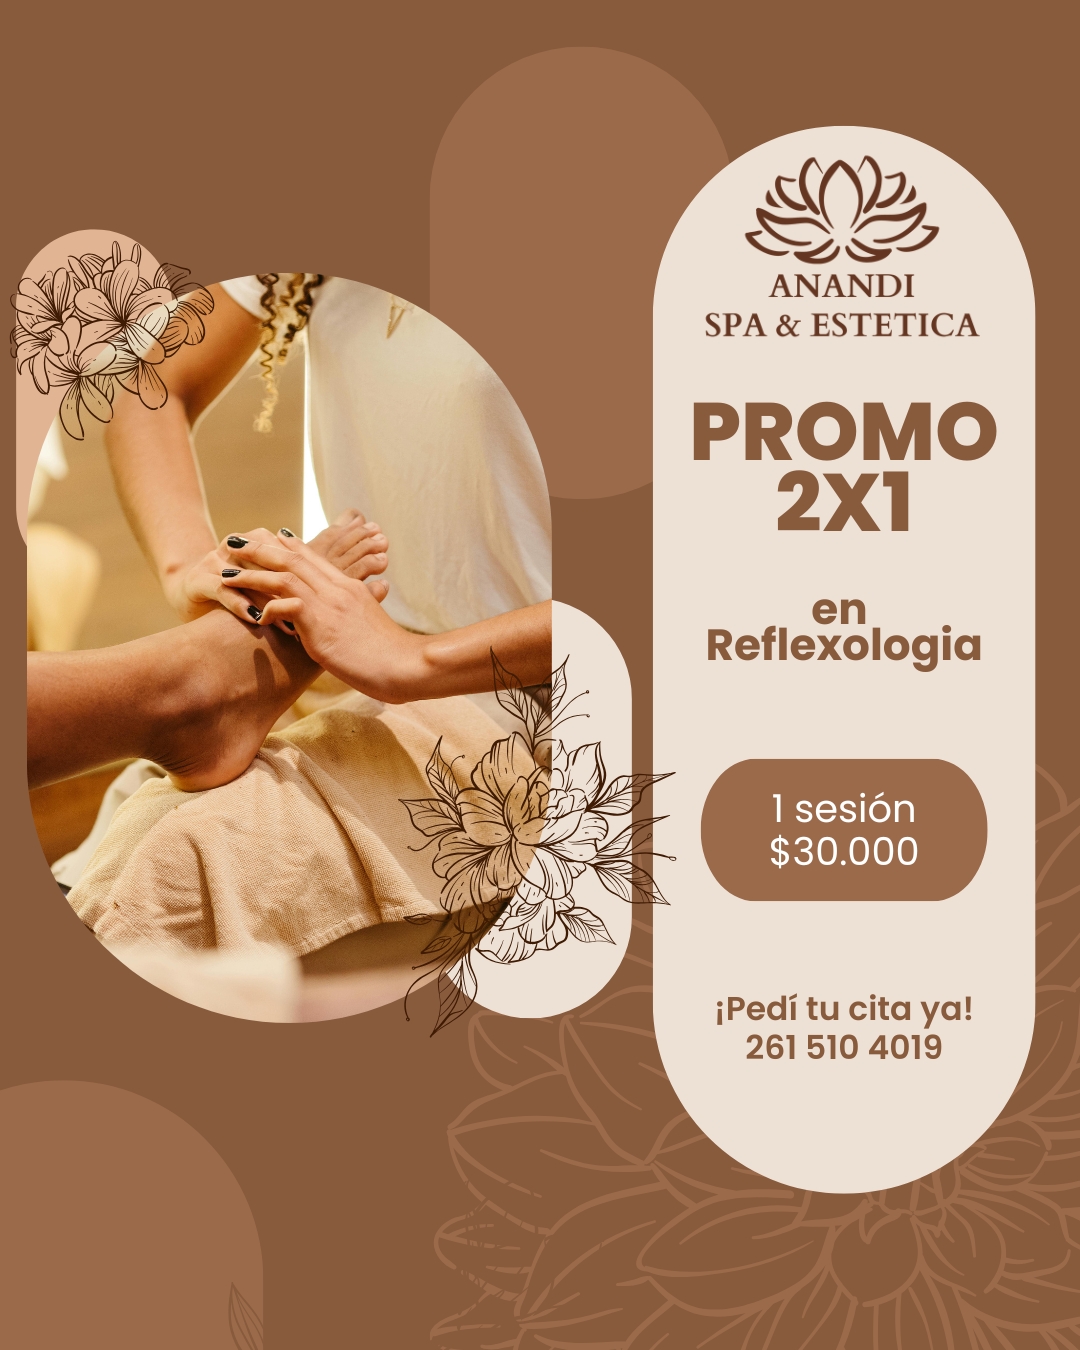 ANANDI
SPA & ESTETICA
PROMO
2X1
en
Reflexologia
1 sesión
$30.000
¡Pedí tu cita ya!
261 510 4019